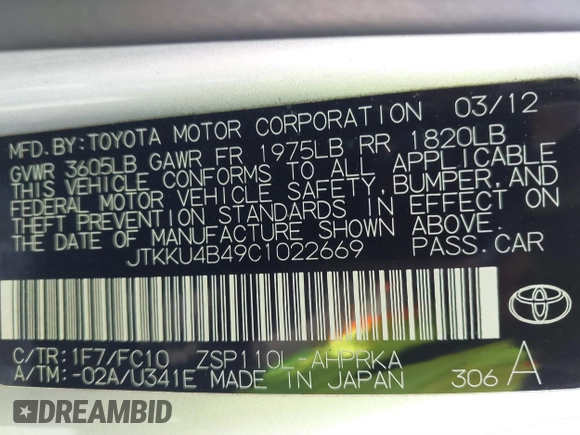 MFD.BY:TOYOTA MOTOR CORPORATION 03/12
GVWR 3605LB GAWR FR 1975LB RR 1820LB
THIS VEHICLE CONFORMS TO ALL APPLICABLE
FEDERAL MOTOR VEHICLE SAFETY,BUMPER,AND
THEFT PREVENTION STANDARDS IN EFFECT ON
THE DATE OF MANUFACTURE SHOWN ABOVE.
JTKKU4B49C1022669 PASS.CAR
C/TR:1F7/FC10 ZSP110L-AHPRKA
A/TM:-02A/U341E MADE IN JAPAN 306 A
DREAMBID